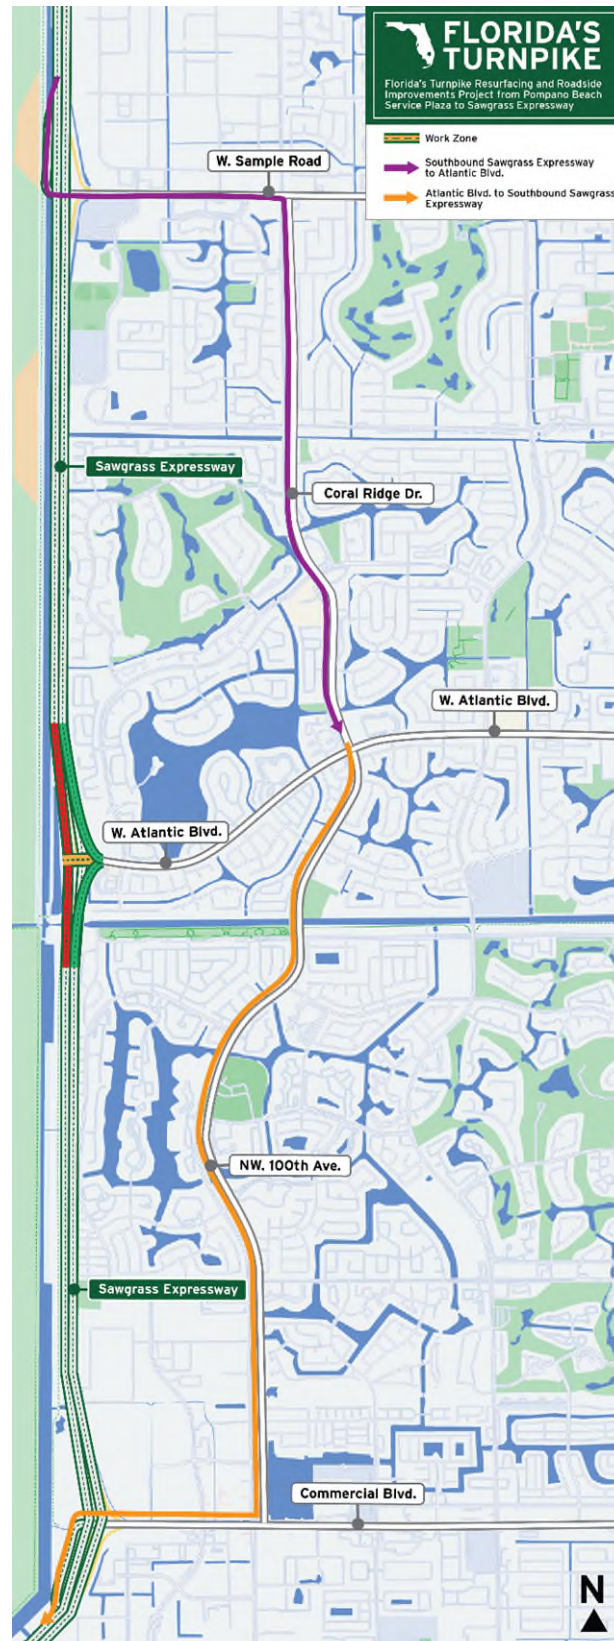 FLORIDA'S
TURNPIKE
Florida's Turnpike Resurfacing and Roadside
Improvements Project from Pompano Beach
Service Plaza to Sawgrass Expressway
Work Zone
Southbound Sawgrass Expressway
to Atlantic Blvd.
Atlantic Blvd. to Southbound Sawgrass
Expressway
W. Sample Road
Sawgrass Expressway
Coral Ridge Dr.
W. Atlantic Blvd.
W. Atlantic Blvd.
NW. 100th Ave.
Sawgrass Expressway
Commercial Blvd.
N